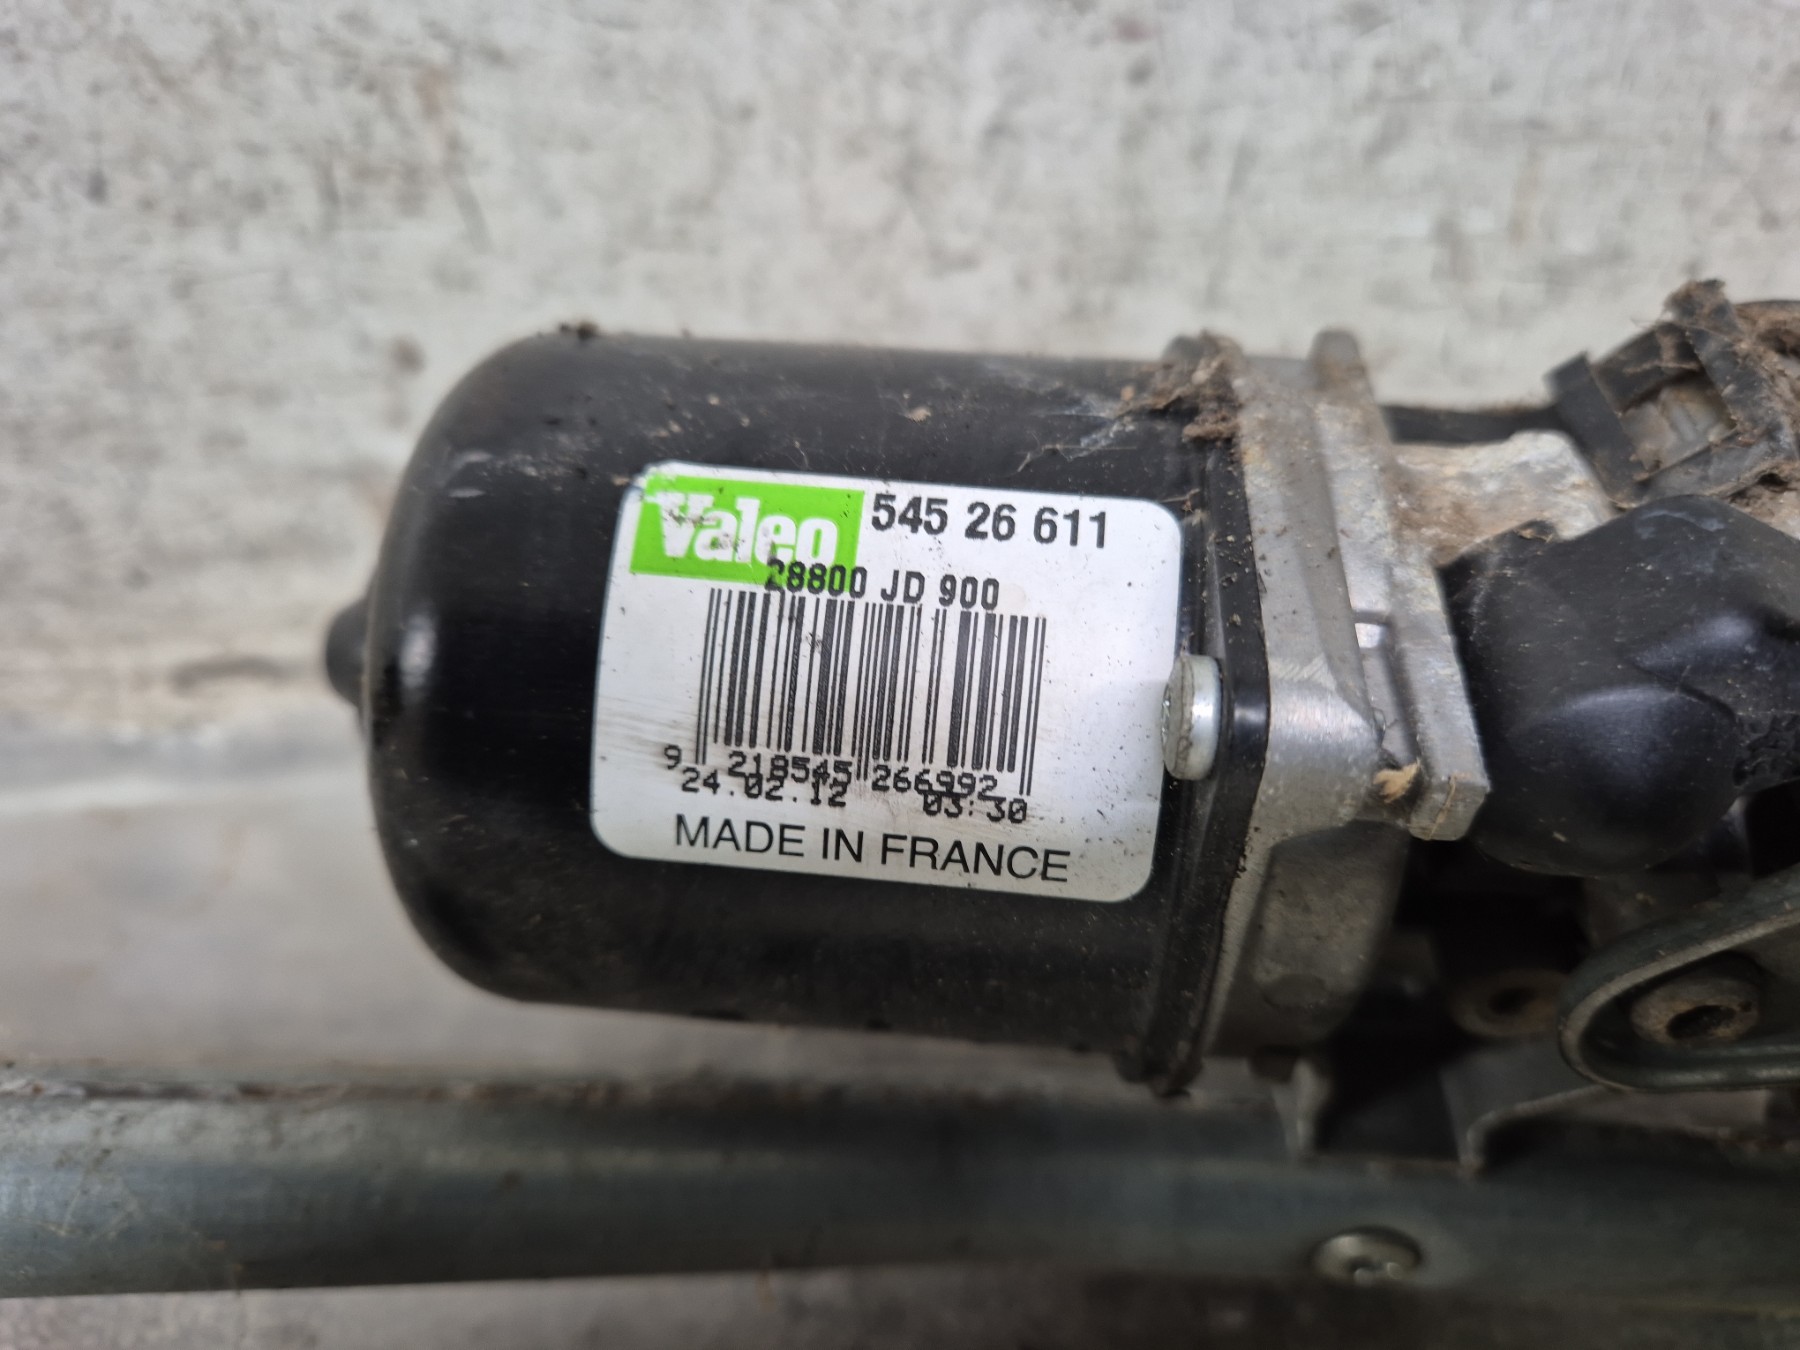 Valeo 545 26 611
28800 JD 900
9 218545 266992
24.02.12 03:30
MADE IN FRANCE